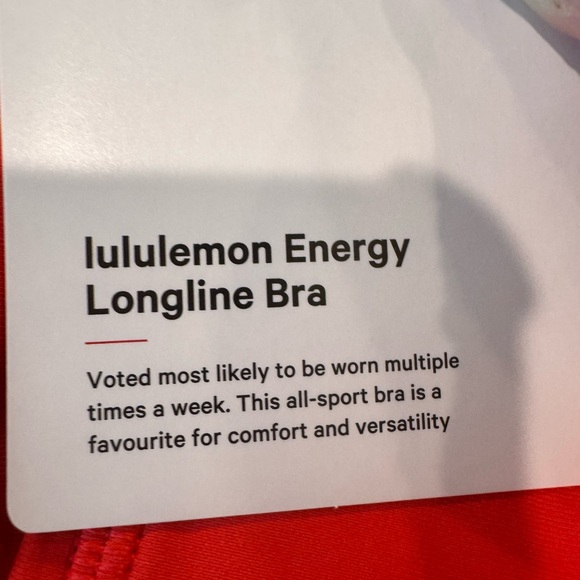 lululemon Energy
Longline Bra
Voted most likely to be worn multiple
times a week. This all-sport bra is a
favourite for comfort and versatility